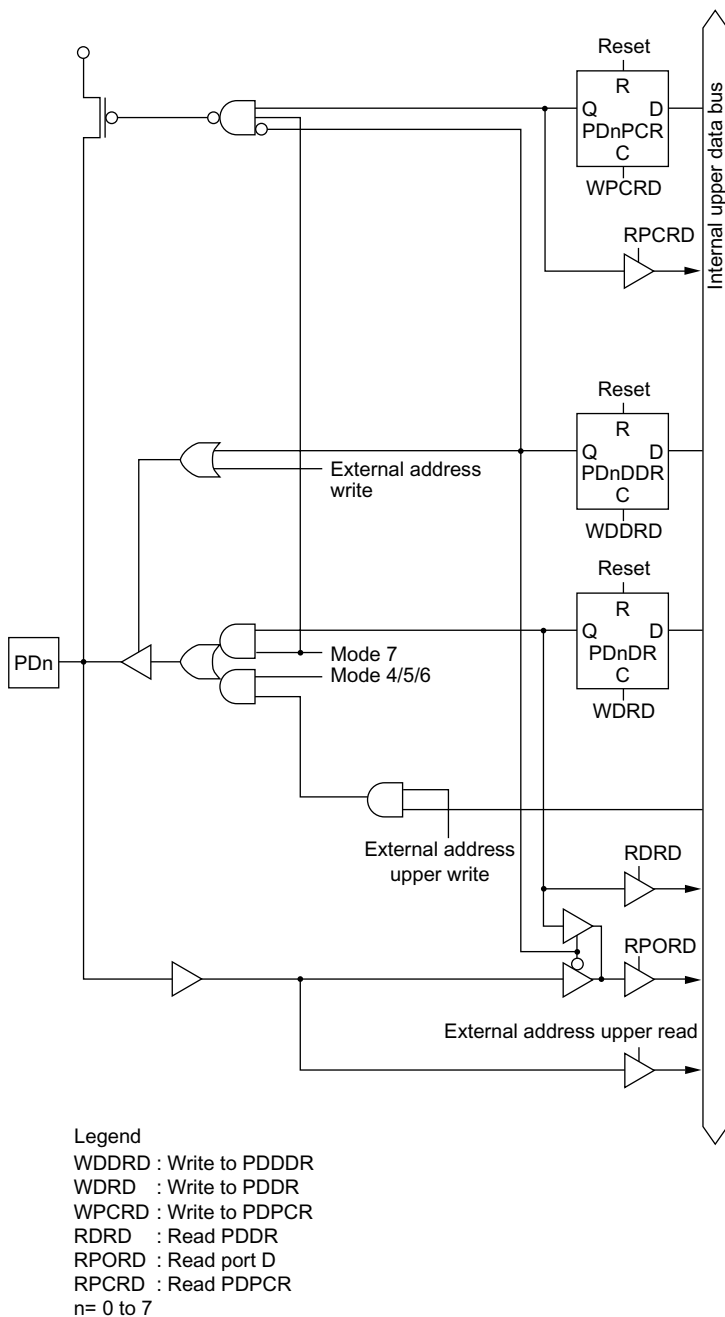 Reset
R
Q D
PDnPCR
C
WPCRD
RPCRD
Internal upper data bus
Reset
R
Q D
PDnDDR
C
WDDRD
External address
write
Reset
R
Q D
PDnDR
C
WDRD
PDn
Mode 7
Mode 4/5/6
External address
upper write
RDRD
RPORD
External address upper read
Legend
WDDRD : Write to PDDDR
WDRD : Write to PDDR
WPCRD : Write to PDPCR
RDRD : Read PDDR
RPORD : Read port D
RPCRD : Read PDPCR
n= 0 to 7